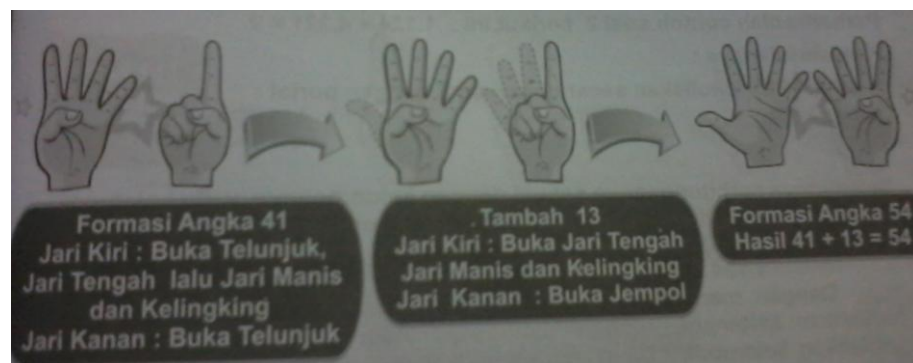 Formasi Angka 41
Jari Kiri : Buka Telunjuk,
Jari Tengah lalu Jari Manis
dan Kelingking
Jari Kanan : Buka Telunjuk
Tambah 13
Jari Kiri : Buka Jari Tengah
Jari Manis dan Kelingking
Jari Kanan : Buka Jempol
Formasi Angka 54
Hasil 41 + 13 = 54